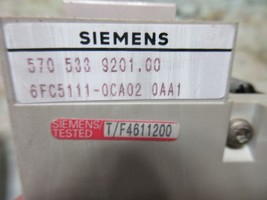 SIEMENS
570 533 9201.00
6FC5111-0CA02 0AA1
SIEMENS T/F4611200
TESTED